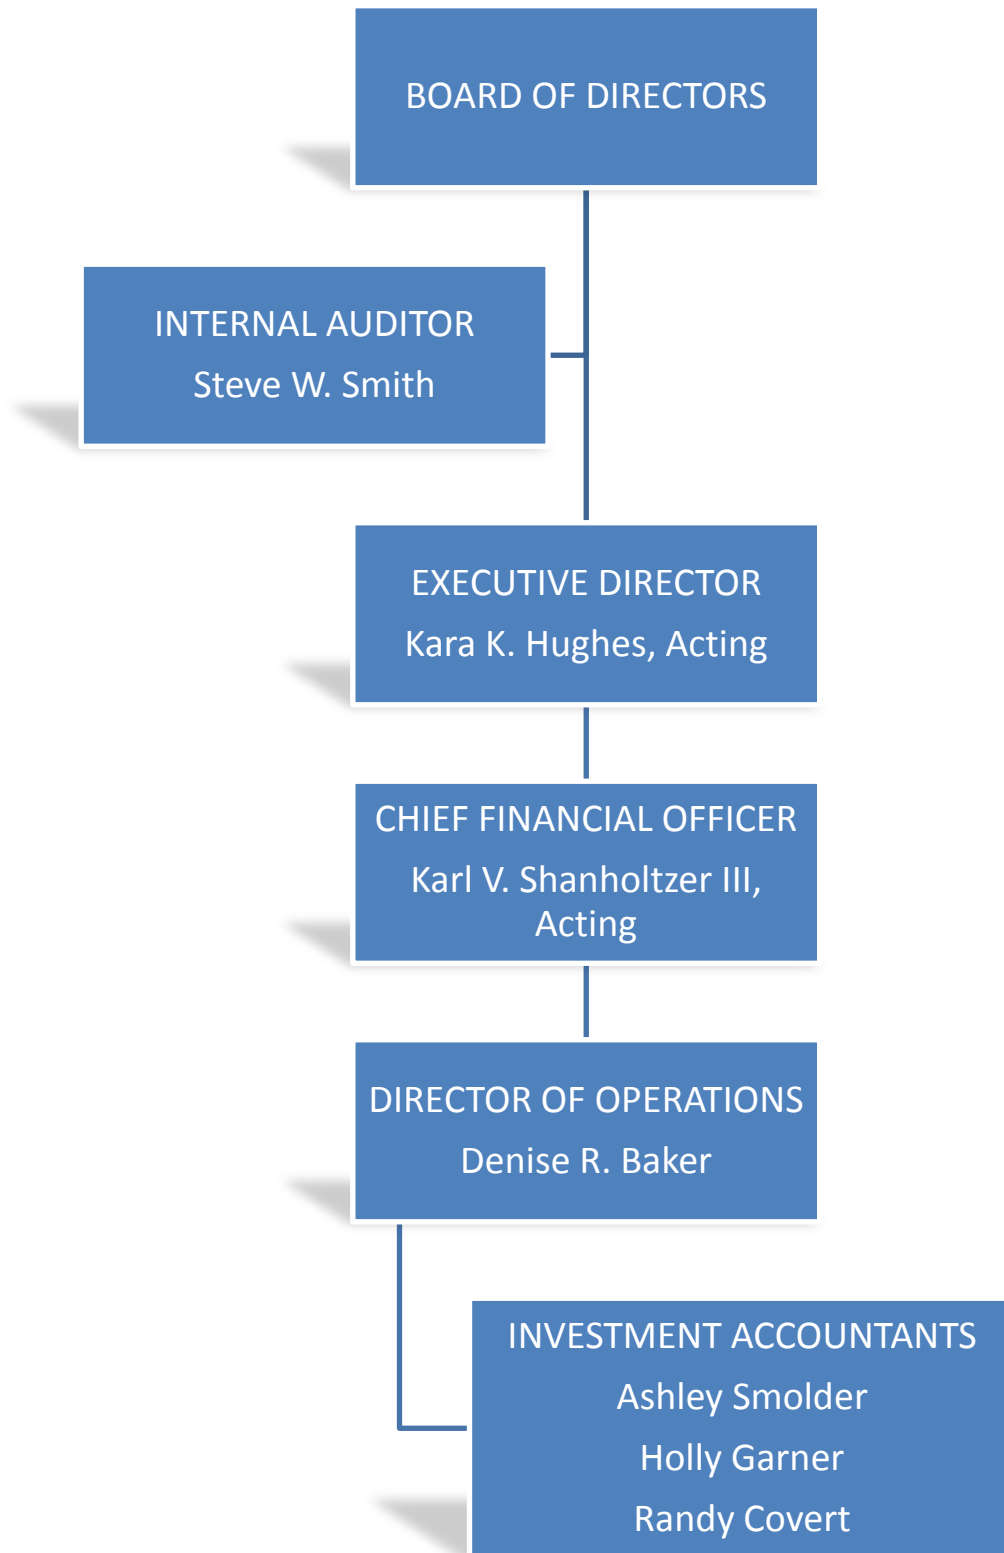 BOARD OF DIRECTORS
INTERNAL AUDITOR
Steve W. Smith
EXECUTIVE DIRECTOR
Kara K. Hughes, Acting
CHIEF FINANCIAL OFFICER
Karl V. Shanholtzer III,
Acting
DIRECTOR OF OPERATIONS
Denise R. Baker
INVESTMENT ACCOUNTANTS
Ashley Smolder
Holly Garner
Randy Covert